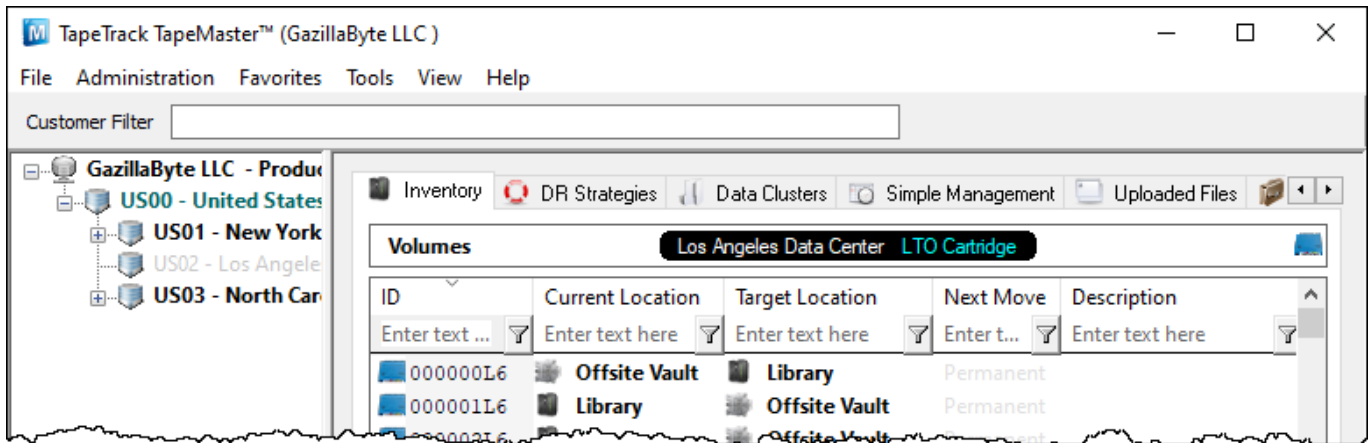 TapeTrack TapeMaster™ (GazillaByte LLC )
File Administration Favorites Tools View Help
Customer Filter
GazillaByte LLC - Produc
US00 - United States
US01 - New York
US02 - Los Angele
US03 - North Car
Inventory DR Strategies Data Clusters Simple Management Uploaded Files
Volumes Los Angeles Data Center LTO Cartridge
ID Current Location Target Location Next Move Description
Enter text ... Enter text here Enter text here Enter t... Enter text here
000000L6 Offsite Vault Library Permanent
000001L6 Library Offsite Vault Permanent
Offsite Vault